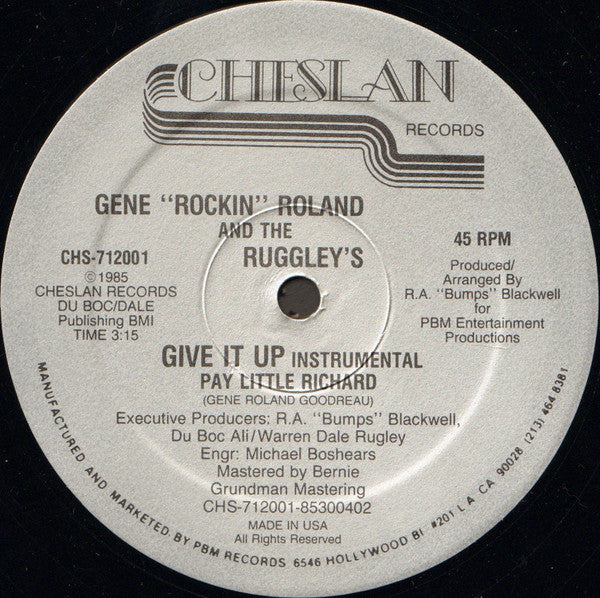 CHESLAN
RECORDS
GENE "ROCKIN" ROLAND
AND THE
RUGGLEY'S
CHS-712001
©1985
CHESLAN RECORDS
DU BOC/DALE
Publishing BMI
TIME 3:15
45 RPM
Produced/
Arranged By
R.A. "Bumps" Blackwell
for
PBM Entertainment
Productions
GIVE IT UP INSTRUMENTAL
PAY LITTLE RICHARD
(GENE ROLAND GOODREAU)
Executive Producers: R.A. "Bumps" Blackwell,
Du Boc Ali/Warren Dale Rugley
Engr: Michael Boshears
Mastered by Bernie
Grundman Mastering
CHS-712001-85300402
MADE IN USA
All Rights Reserved
MANUFACTURED AND MARKETED BY PBM RECORDS 6546 HOLLYWOOD BI #201 L A CA 90028 (213) 464 8381